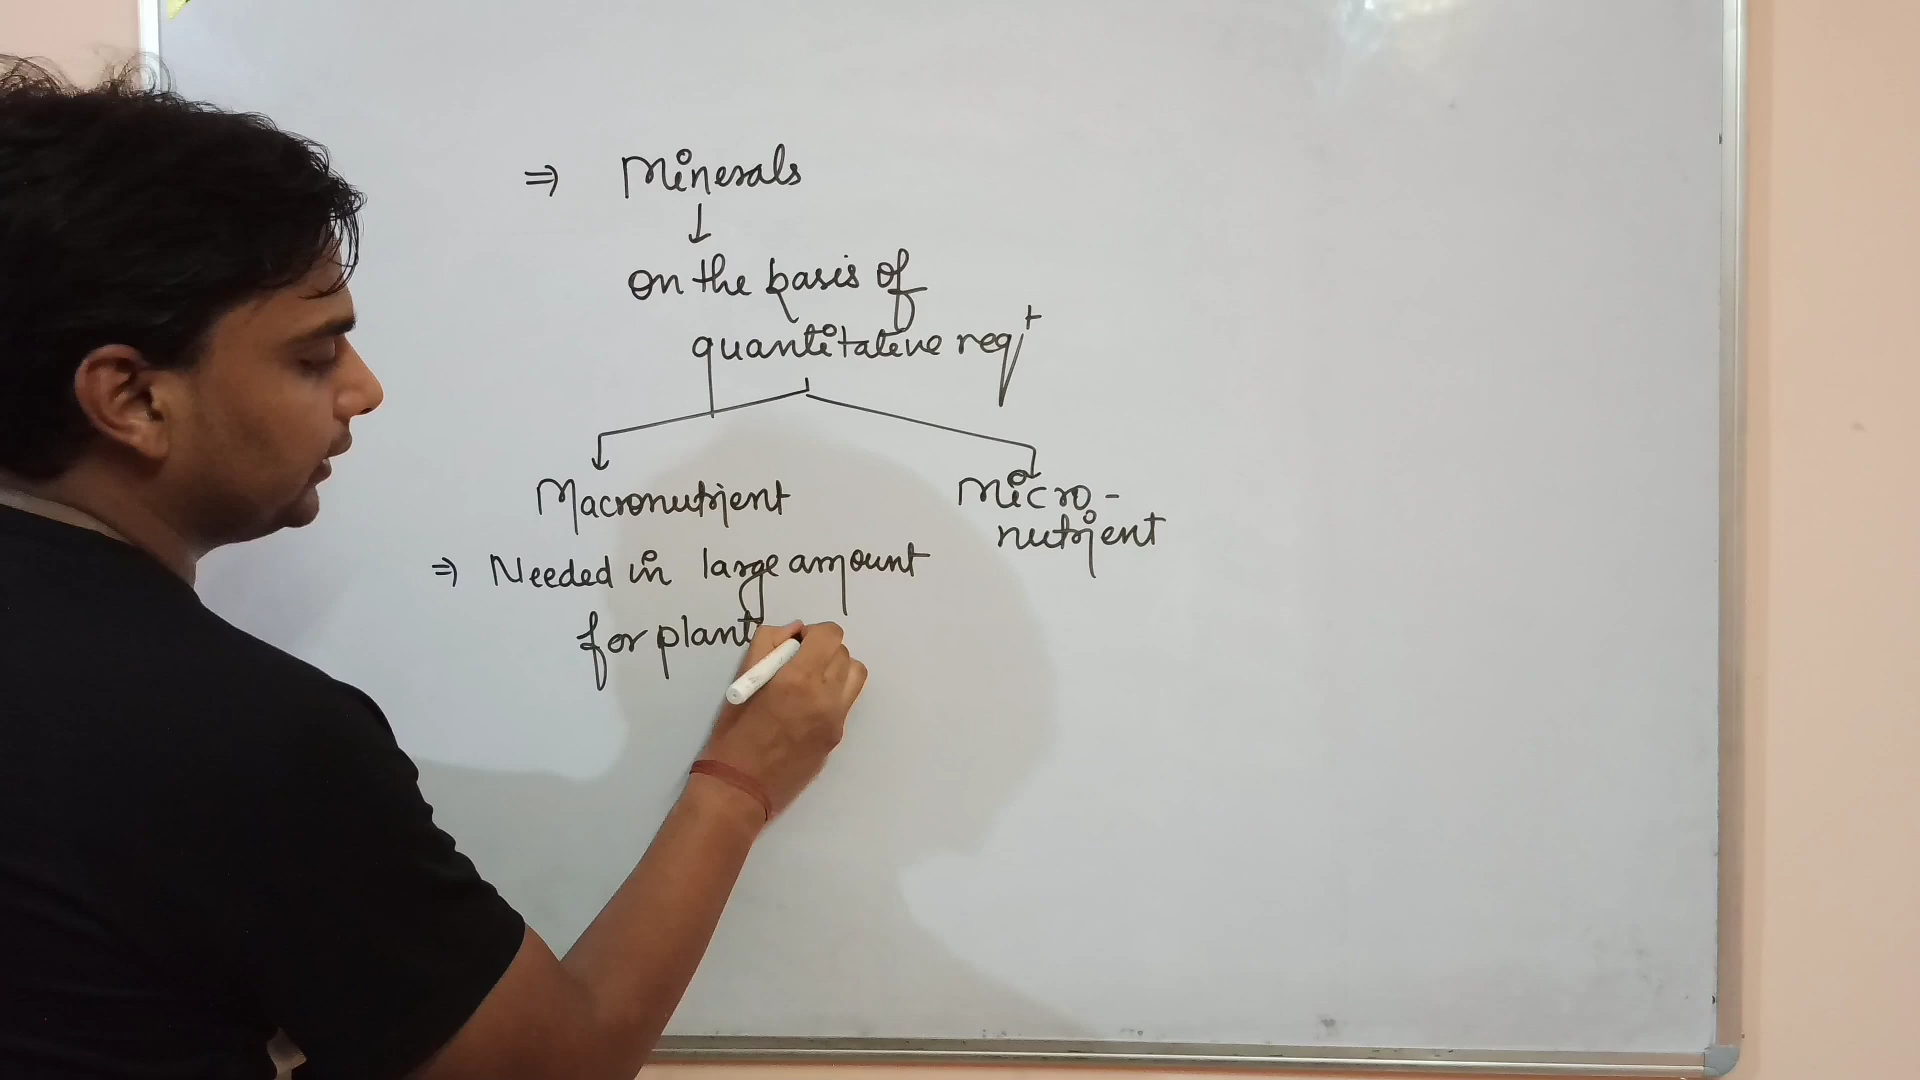 ⇒ Minerals
↓
on the basis of
quantitative reqt
Macronutrient
Micro-
nutrient
⇒ Needed in large amount
for plant